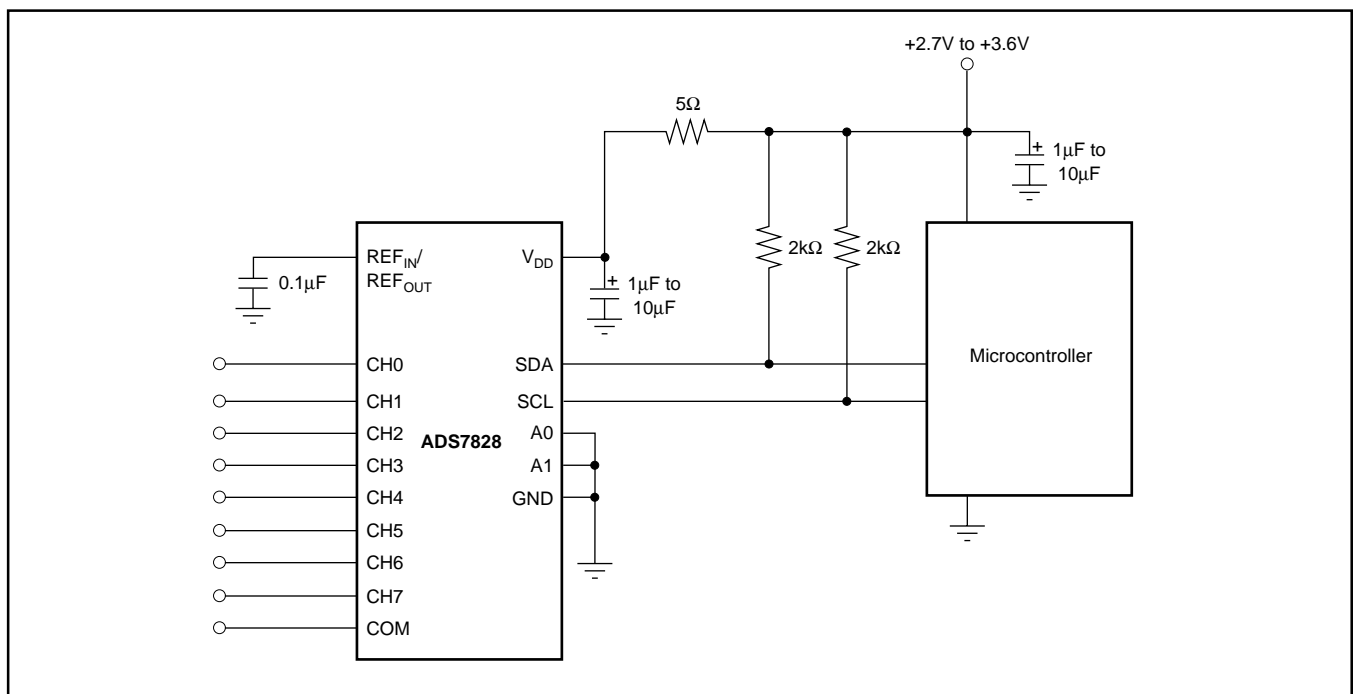 +2.7V to +3.6V
5Ω
+ 1μF to
10μF
2kΩ
2kΩ
REFIN/
REFOUT
VDD
0.1μF
+ 1μF to
10μF
CH0
SDA
Microcontroller
CH1
SCL
CH2
ADS7828
A0
CH3
A1
CH4
GND
CH5
CH6
CH7
COM